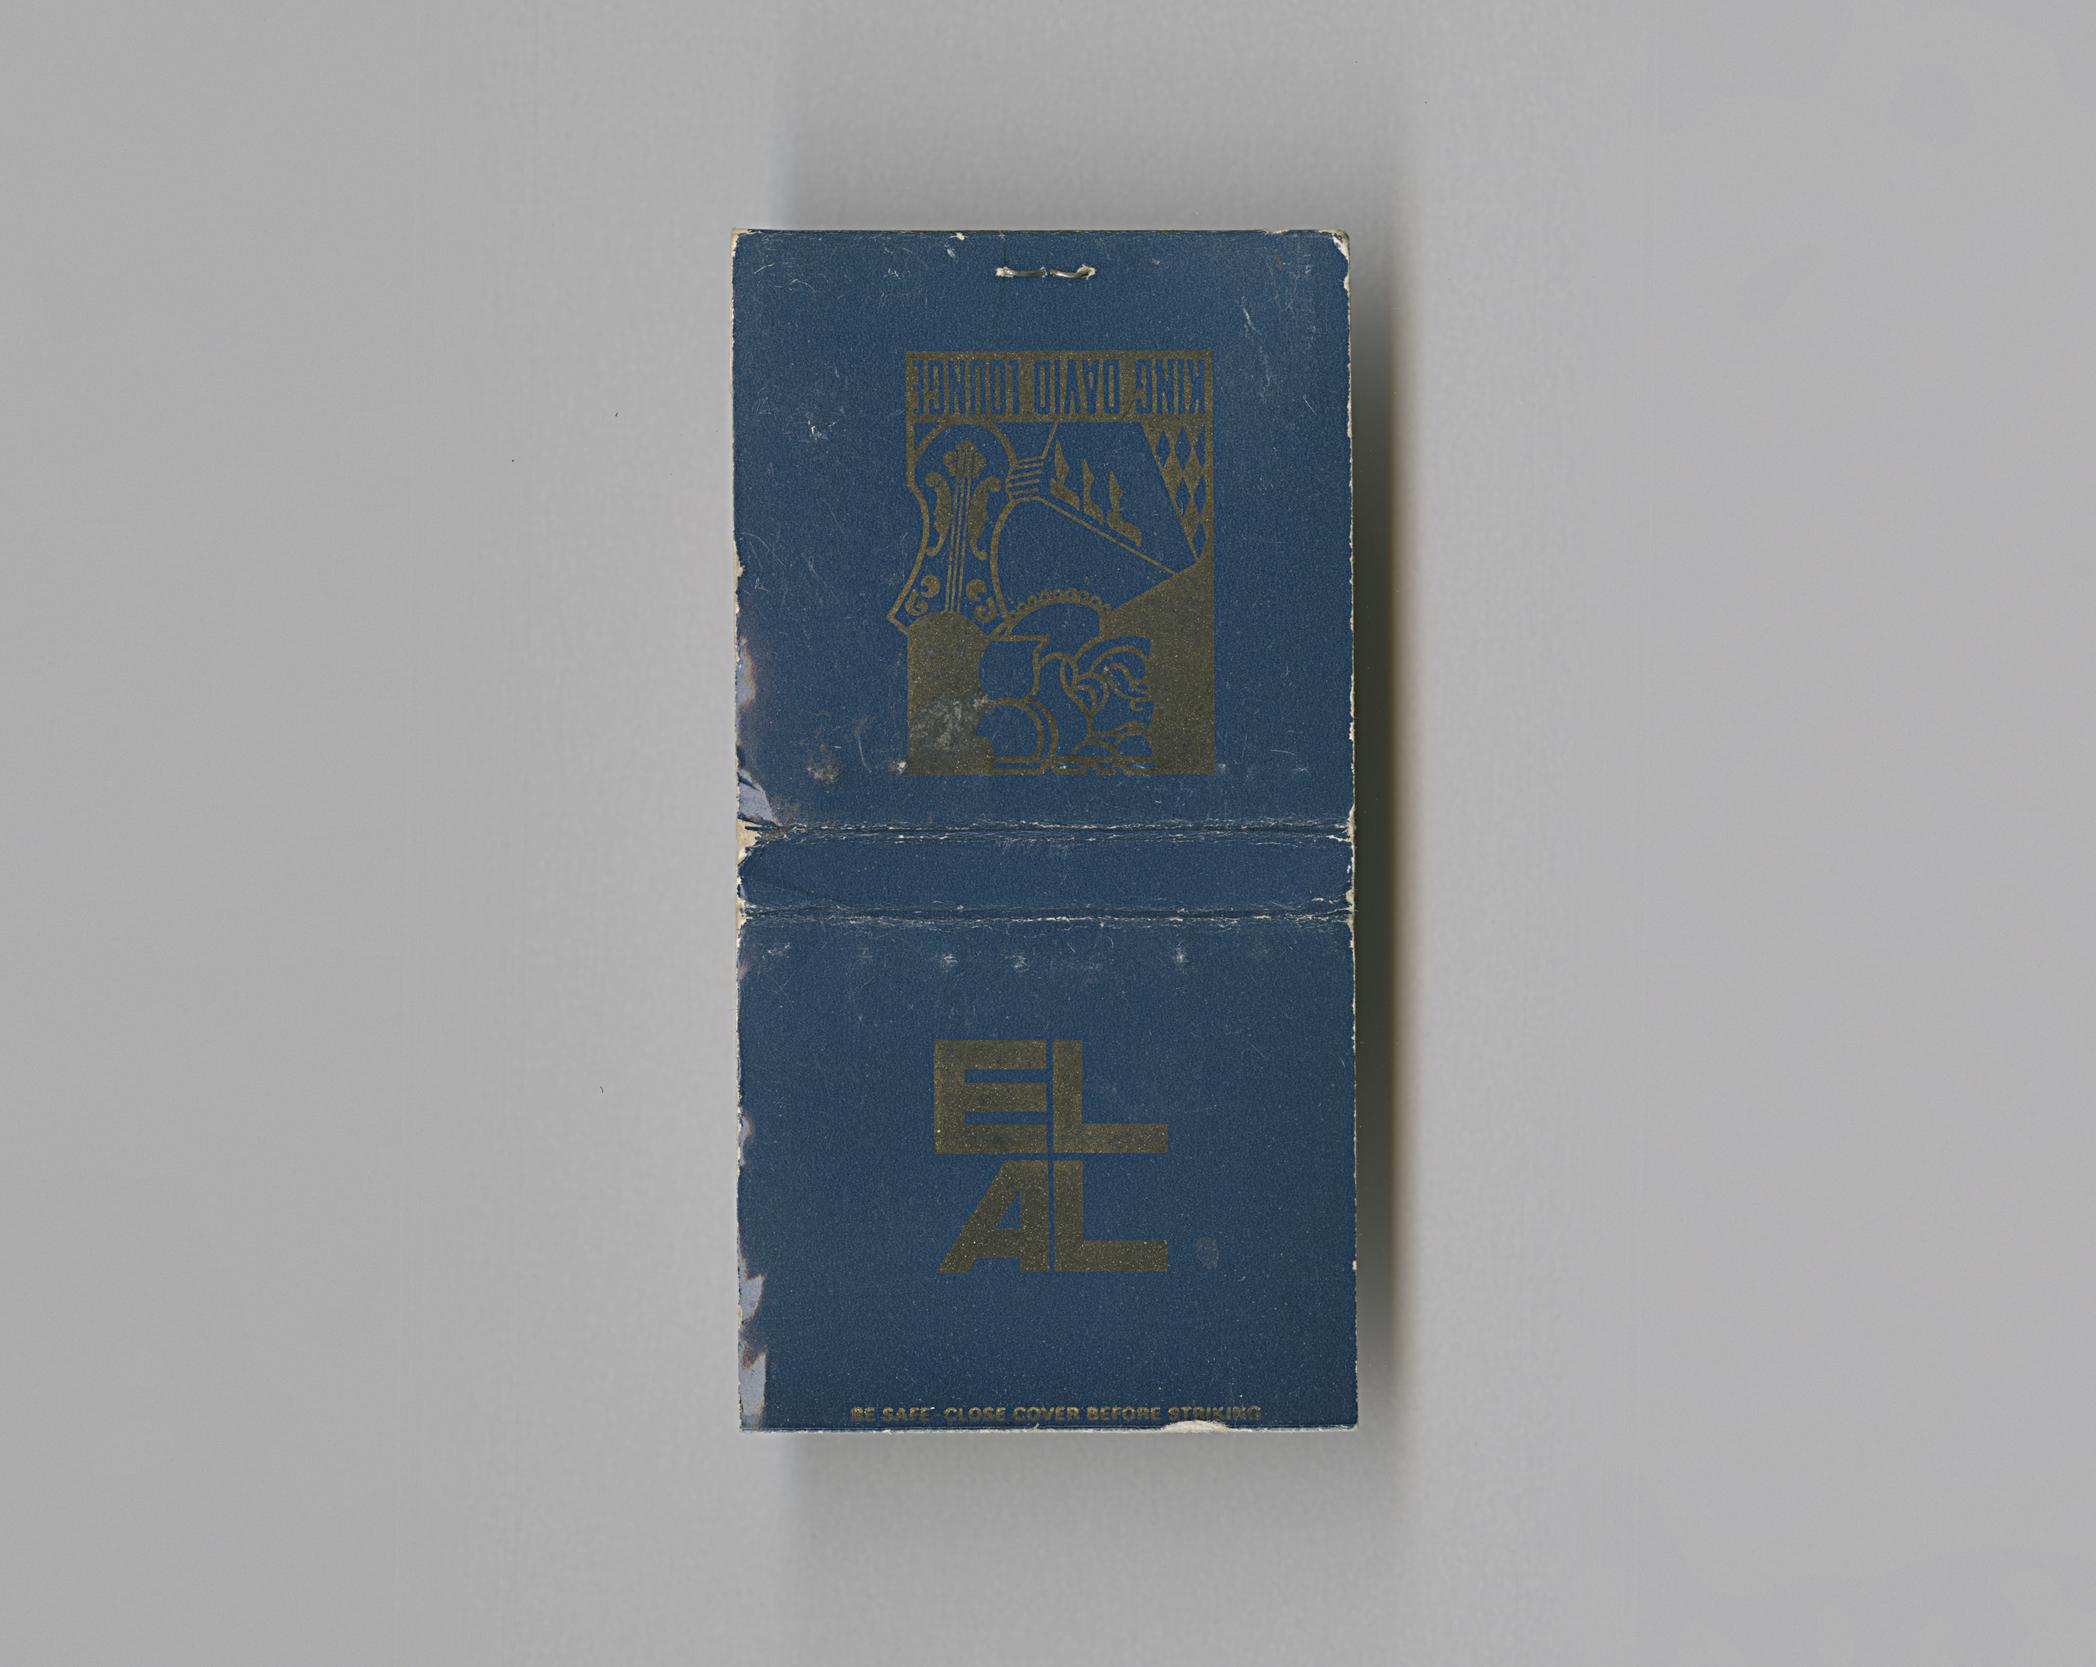 KING DAVID LOUNGE
EL
AL
BE SAFE-CLOSE COVER BEFORE STRIKING